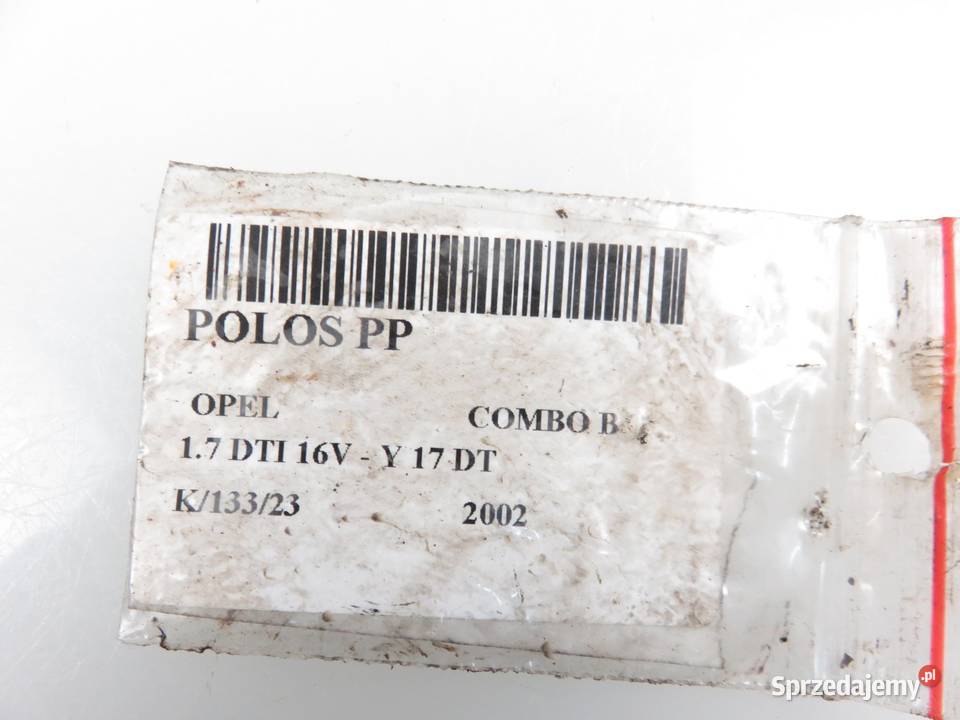 POLOS PP
OPEL COMBO B
1.7 DTI 16V - Y 17 DT
K/133/23 2002
Sprzedajemy.pl